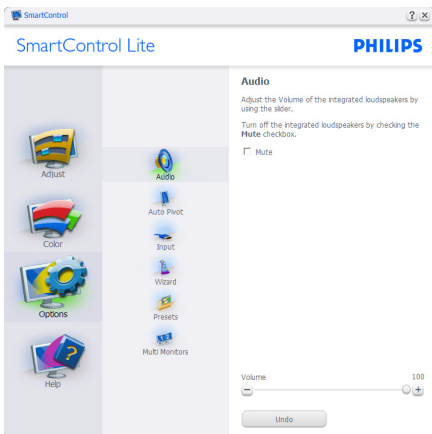 SmartControl
SmartControl Lite
PHILIPS
Adjust
Color
Options
Help
Audio
Auto Pivot
Input
Wizard
Presets
Multi Monitors
Audio
Adjust the Volume of the integrated loudspeakers by
using the slider.
Turn off the integrated loudspeakers by checking the
Mute checkbox.
Mute
Volume 100
Undo